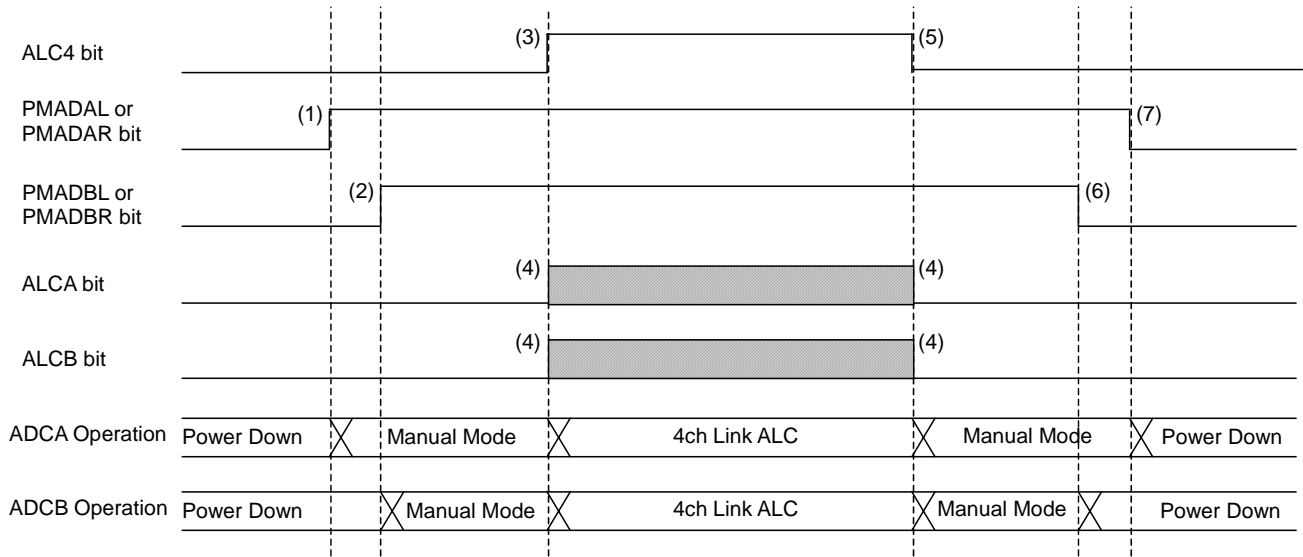 ALC4 bit
(3)
(5)
PMADAL or
PMADAR bit
(1)
(7)
PMADBL or
PMADBR bit
(2)
(6)
ALCA bit
(4)
(4)
ALCB bit
(4)
(4)
ADCA Operation Power Down Manual Mode 4ch Link ALC Manual Mode Power Down
ADCB Operation Power Down Manual Mode 4ch Link ALC Manual Mode Power Down